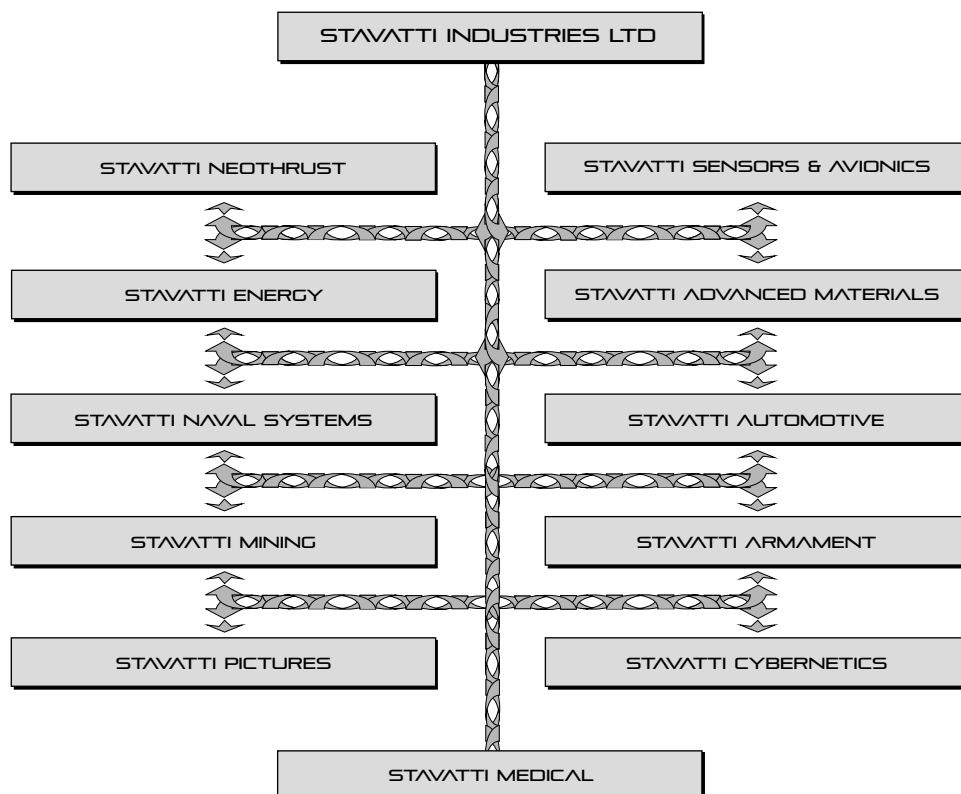 STAVATTI INDUSTRIES LTD
STAVATTI NEOTHRUST
STAVATTI SENSORS & AVIONICS
STAVATTI ENERGY
STAVATTI ADVANCED MATERIALS
STAVATTI NAVAL SYSTEMS
STAVATTI AUTOMOTIVE
STAVATTI MINING
STAVATTI ARMAMENT
STAVATTI PICTURES
STAVATTI CYBERNETICS
STAVATTI MEDICAL